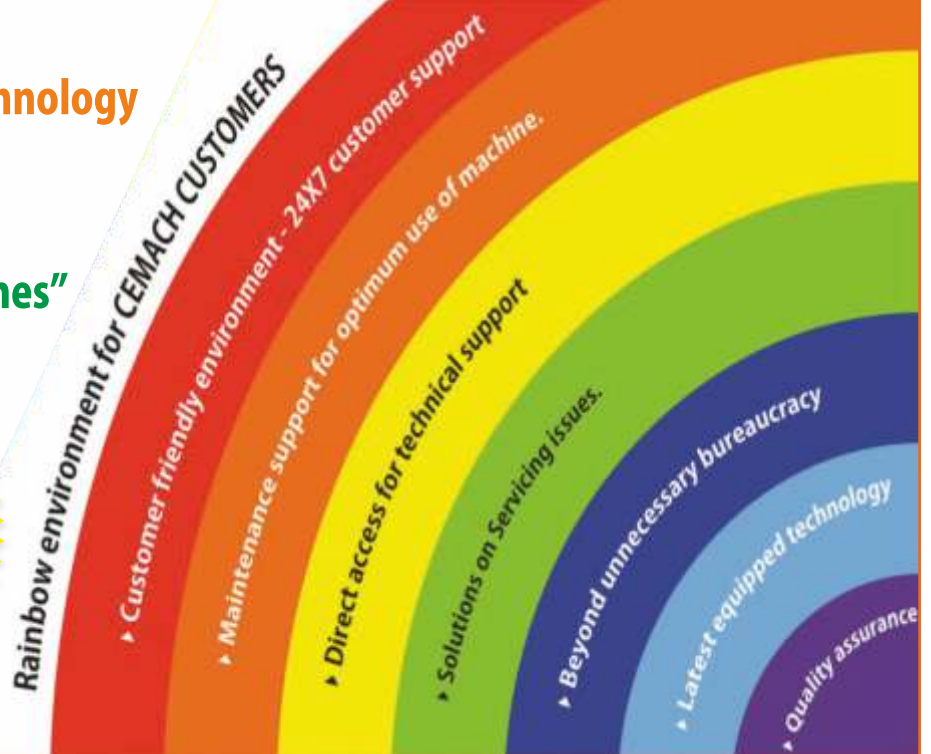 hnology
nes”
Rainbow environment for CEMACH CUSTOMERS
Customer friendly environment - 24X7 customer support
Maintenance support for optimum use of machine.
Direct access for technical support
Solutions on Servicing issues.
Beyond unnecessary bureaucracy
Latest equipped technology
Quality assurance